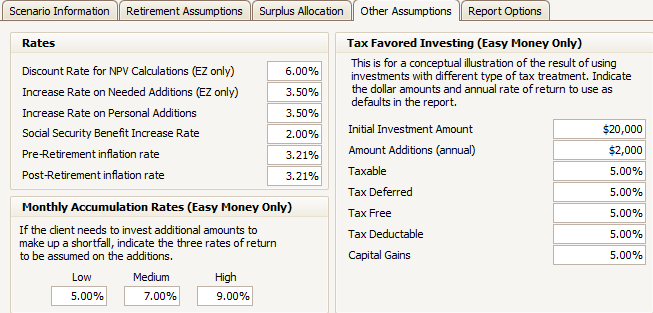 Scenario Information Retirement Assumptions Surplus Allocation Other Assumptions Report Options
Rates
Discount Rate for NPV Calculations (EZ only) 6.00%
Increase Rate on Needed Additions (EZ only) 3.50%
Increase Rate on Personal Additions 3.50%
Social Security Benefit Increase Rate 2.00%
Pre-Retirement inflation rate 3.21%
Post-Retirement inflation rate 3.21%
Monthly Accumulation Rates (Easy Money Only)
If the client needs to invest additional amounts to
make up a shortfall, indicate the three rates of return
to be assumed on the additions.
Low Medium High
5.00% 7.00% 9.00%
Tax Favored Investing (Easy Money Only)
This is for a conceptual illustration of the result of using
investments with different type of tax treatment. Indicate
the dollar amounts and annual rate of return to use as
defaults in the report.
Initial Investment Amount $20,000
Amount Additions (annual) $2,000
Taxable 5.00%
Tax Deferred 5.00%
Tax Free 5.00%
Tax Deductable 5.00%
Capital Gains 5.00%